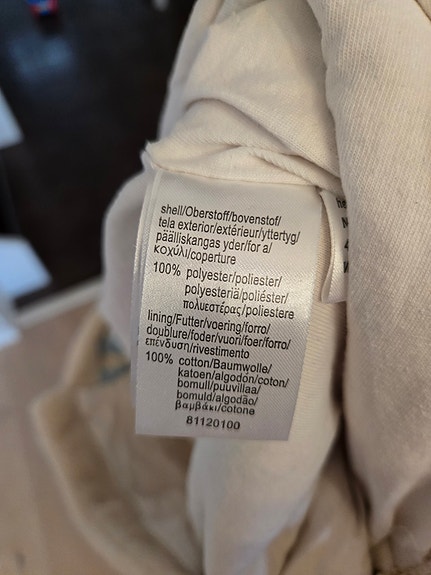 shell/Oberstoff/bovenstof/
tela exterior/extérieur/yttertyg/
päälliskangas yder/for a/
κοχύλι/coperture
100% polyester/poliester/
polyesteriä/poliéster/
πολυεστέρας/poliestere
lining/Futter/voering/forro/
doublure/foder/vuori/foer/forro/
επένδυση/rivestimento
100% cotton/Baumwolle/
katoen/algodón/coton/
bomull/puuvillaa/
bomuld/algodão/
βαμβάκι/cotone
81120100